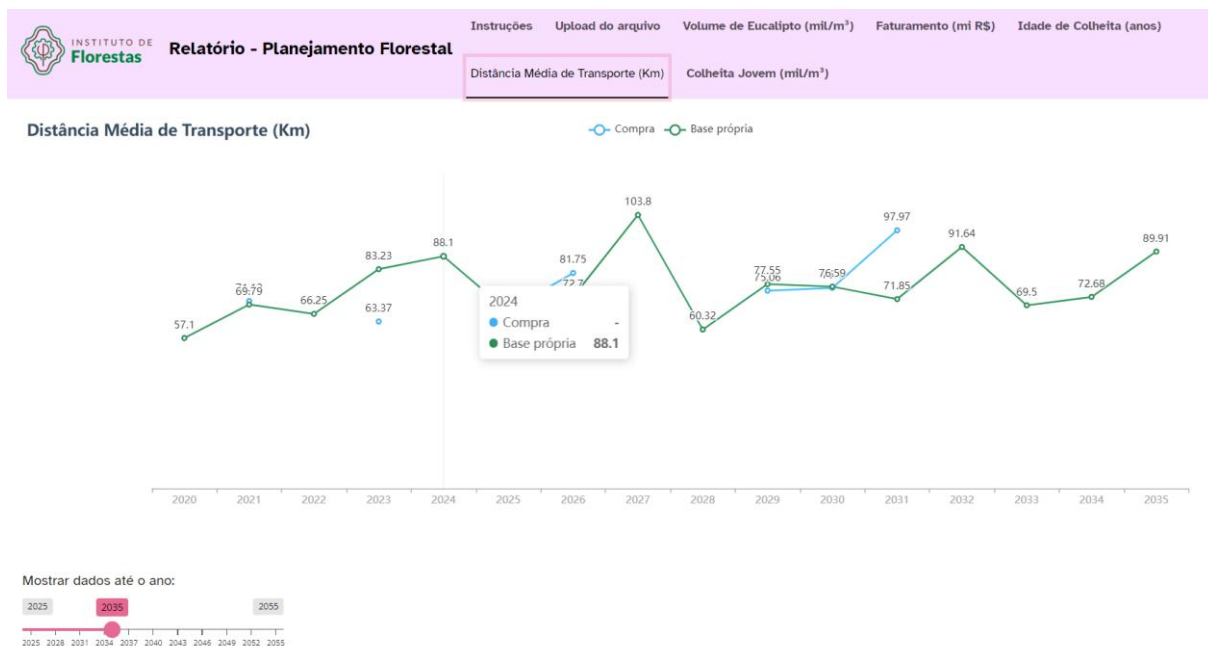 INSTITUTO DE
Florestas
Relatório - Planejamento Florestal
Instruções Upload do arquivo Volume de Eucalipto (mil/m³) Faturamento (mi R$) Idade de Colheita (anos)
Distância Média de Transporte (Km) Colheita Jovem (mil/m³)
Distância Média de Transporte (Km)
Compra Base própria
103.8
97.97
91.64
89.91
88.1
83.23
81.75
77.55
75.06
76.59
72.7
71.85
72.68
69.79
66.25
69.5
63.37
60.32
57.1
2024
Compra -
Base própria 88.1
2020 2021 2022 2023 2024 2025 2026 2027 2028 2029 2030 2031 2032 2033 2034 2035
Mostrar dados até o ano:
2025 2035 2055
2025 2028 2031 2034 2037 2040 2043 2046 2049 2052 2055